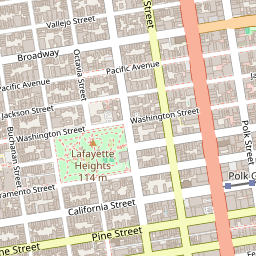 Vallejo Street
Broadway
Pacific Avenue
Pacific Avenue
Octavia Street
Street
Jackson Street
Washington Street
Washington Street
Lafayette
Heights
114 m
Buchanan Street
Polk Street
Sacramento Street
Polk
California Street
Pine Street
Street